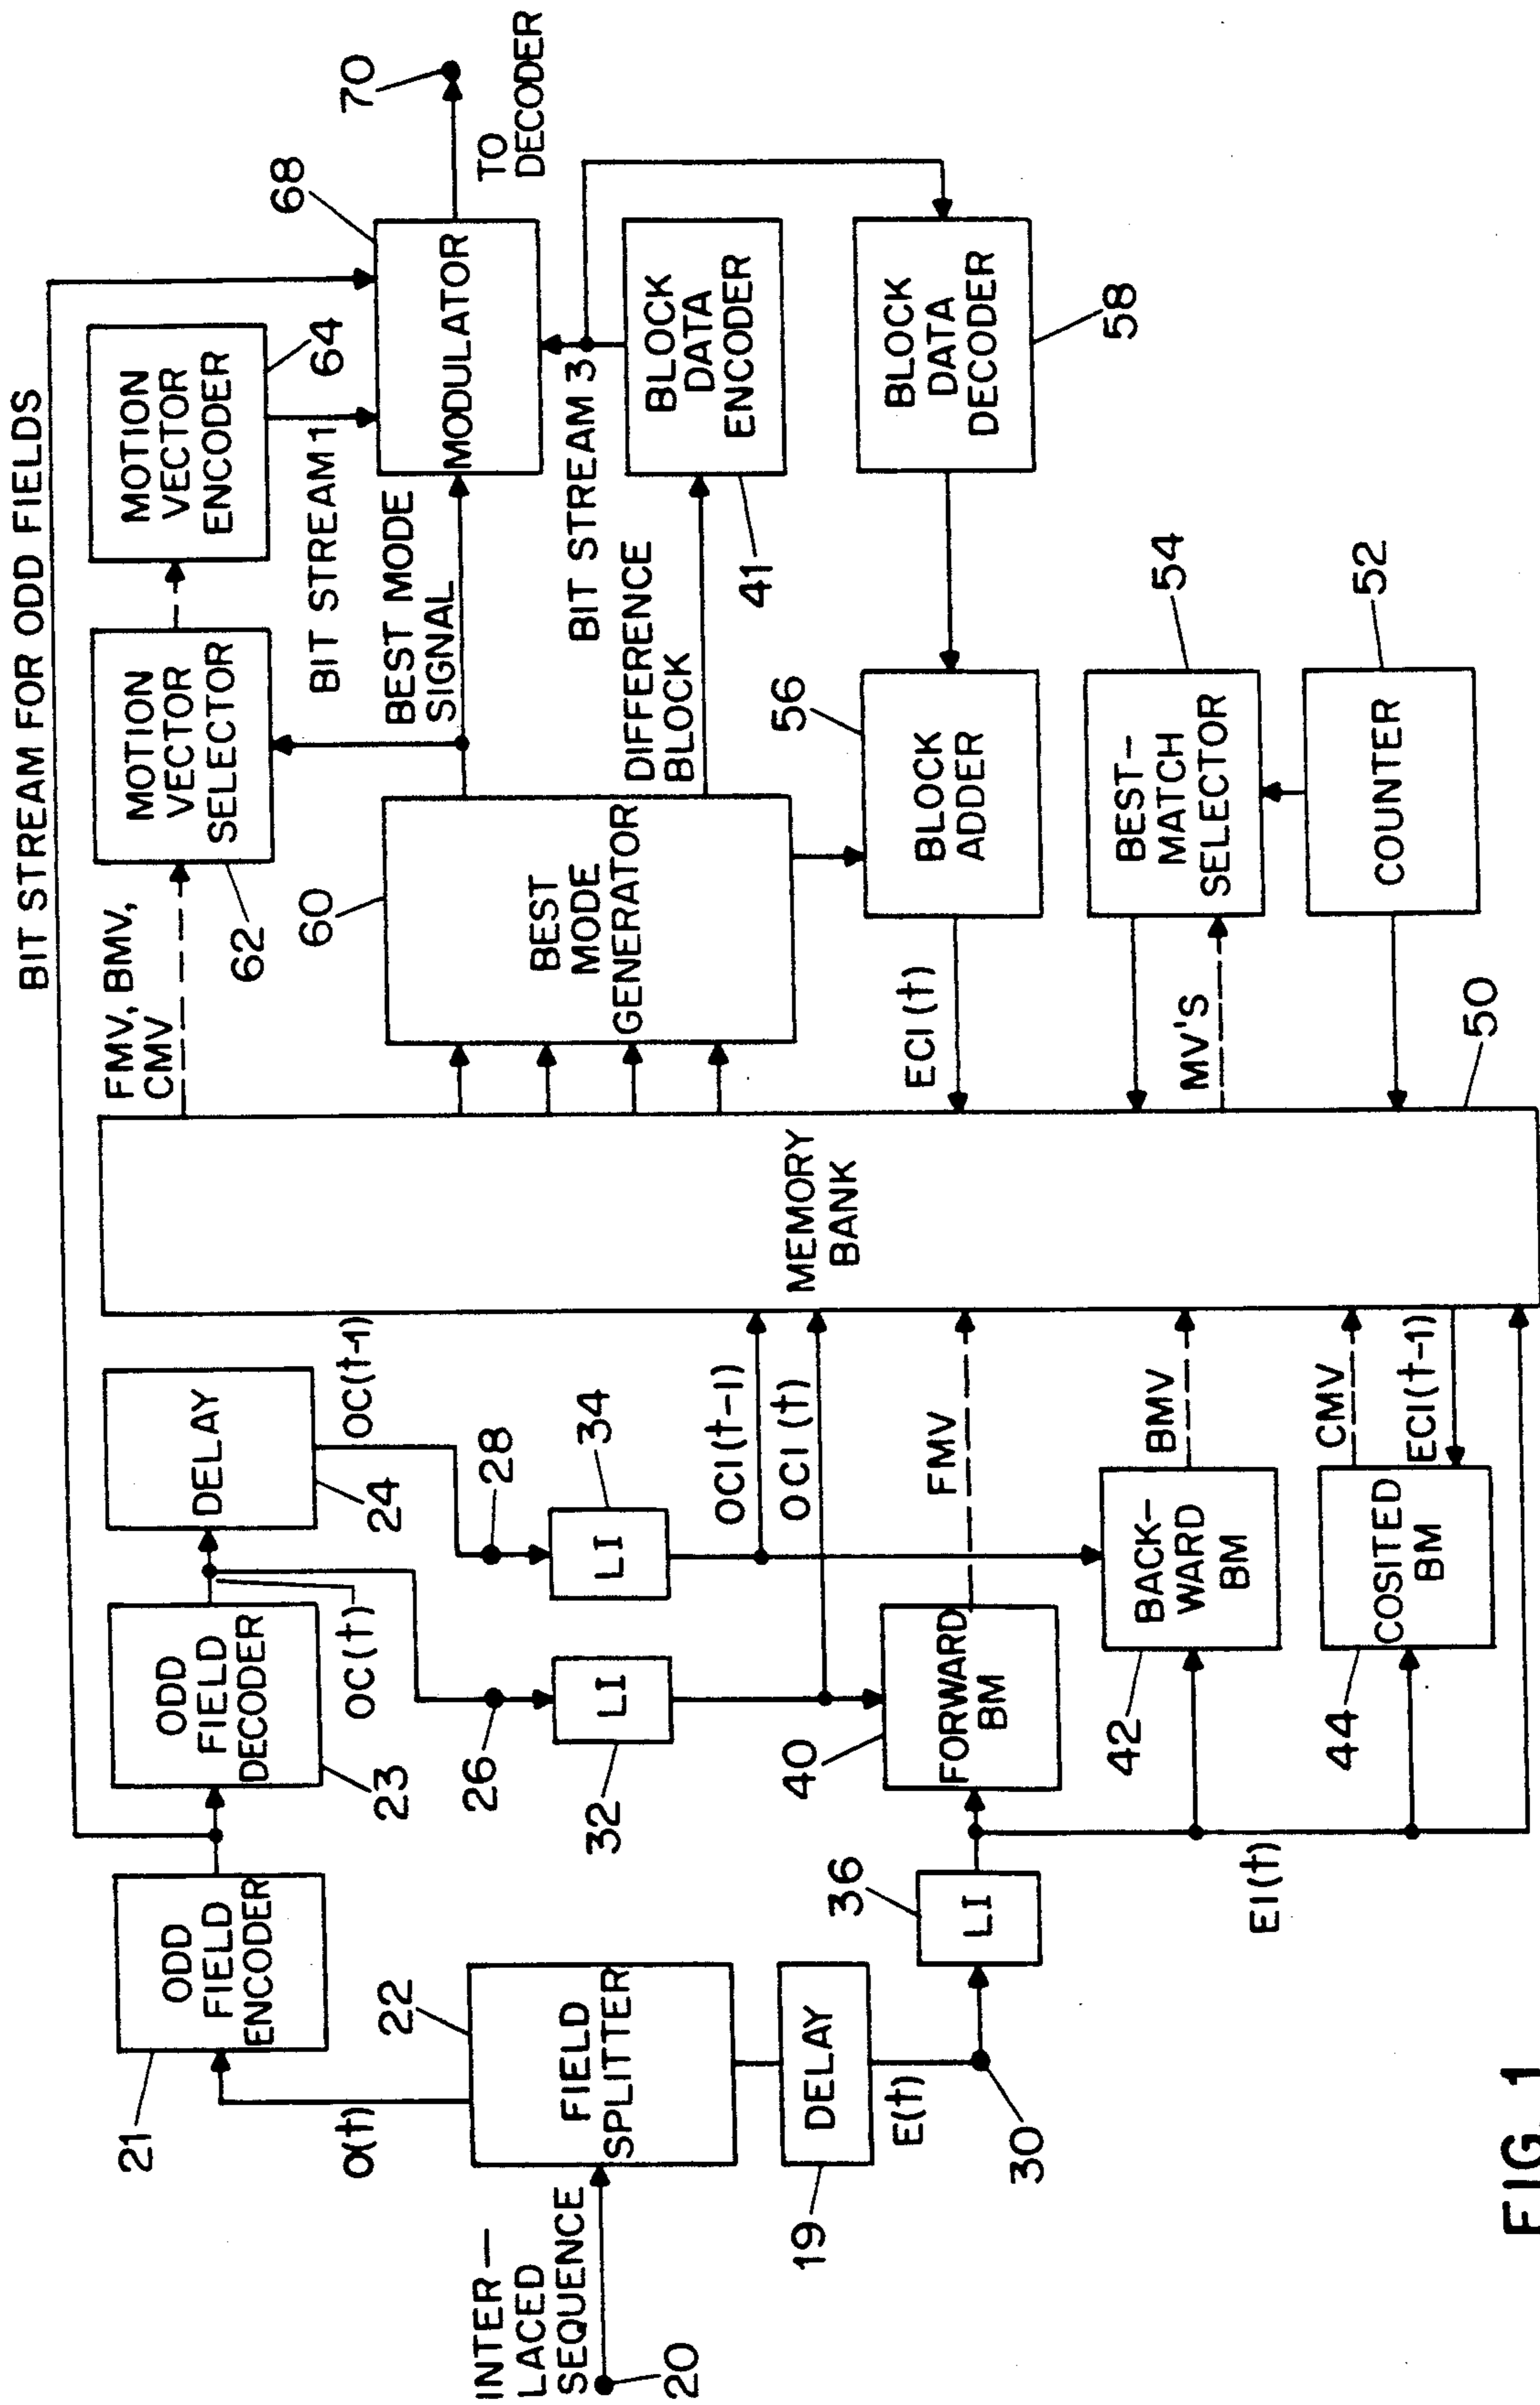 BIT STREAM FOR ODD FIELDS
INTER-
LACED
SEQUENCE
20
FIELD
SPLITTER
22
O(t)
21
ODD
FIELD
ENCODER
ODD
FIELD
DECODER
23
OC(t)
DELAY
24
OC(t-1)
26
28
LI
32
LI
34
DELAY
19
E(t)
30
LI
36
EI(t)
OCI(t-1)
OCI(t)
FORWARD
BM
40
FMV
BACK-
WARD
BM
42
BMV
COSITED
BM
44
CMV
ECI(t-1)
MEMORY
BANK
50
FMV, BMV,
CMV
MOTION
VECTOR
SELECTOR
62
MOTION
VECTOR
ENCODER
64
BIT STREAM 1
BEST
MODE
GENERATOR
60
BEST MODE
SIGNAL
MODULATOR
68
70
TO
DECODER
BIT STREAM 3
DIFFERENCE
BLOCK
BLOCK
DATA
ENCODER
41
BLOCK
DATA
DECODER
58
BLOCK
ADDER
56
ECI(t)
BEST-
MATCH
SELECTOR
54
MV'S
COUNTER
52
FIG. 1